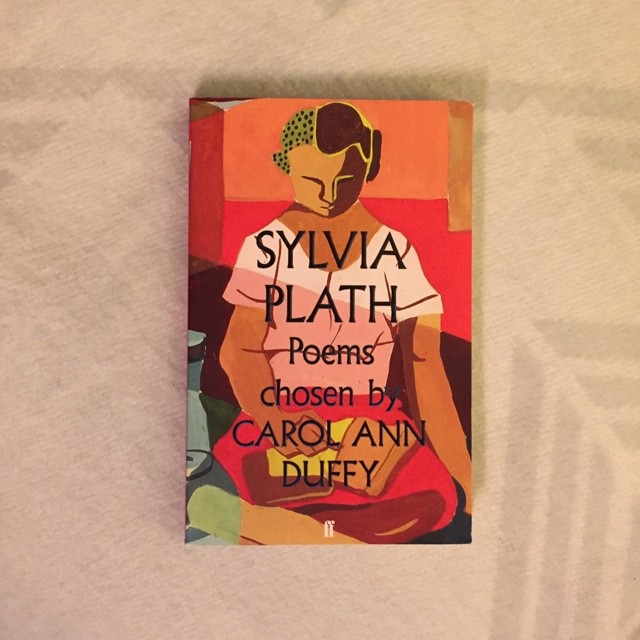 SYLVIA
PLATH
Poems
chosen by
CAROL ANN
DUFFY
ff